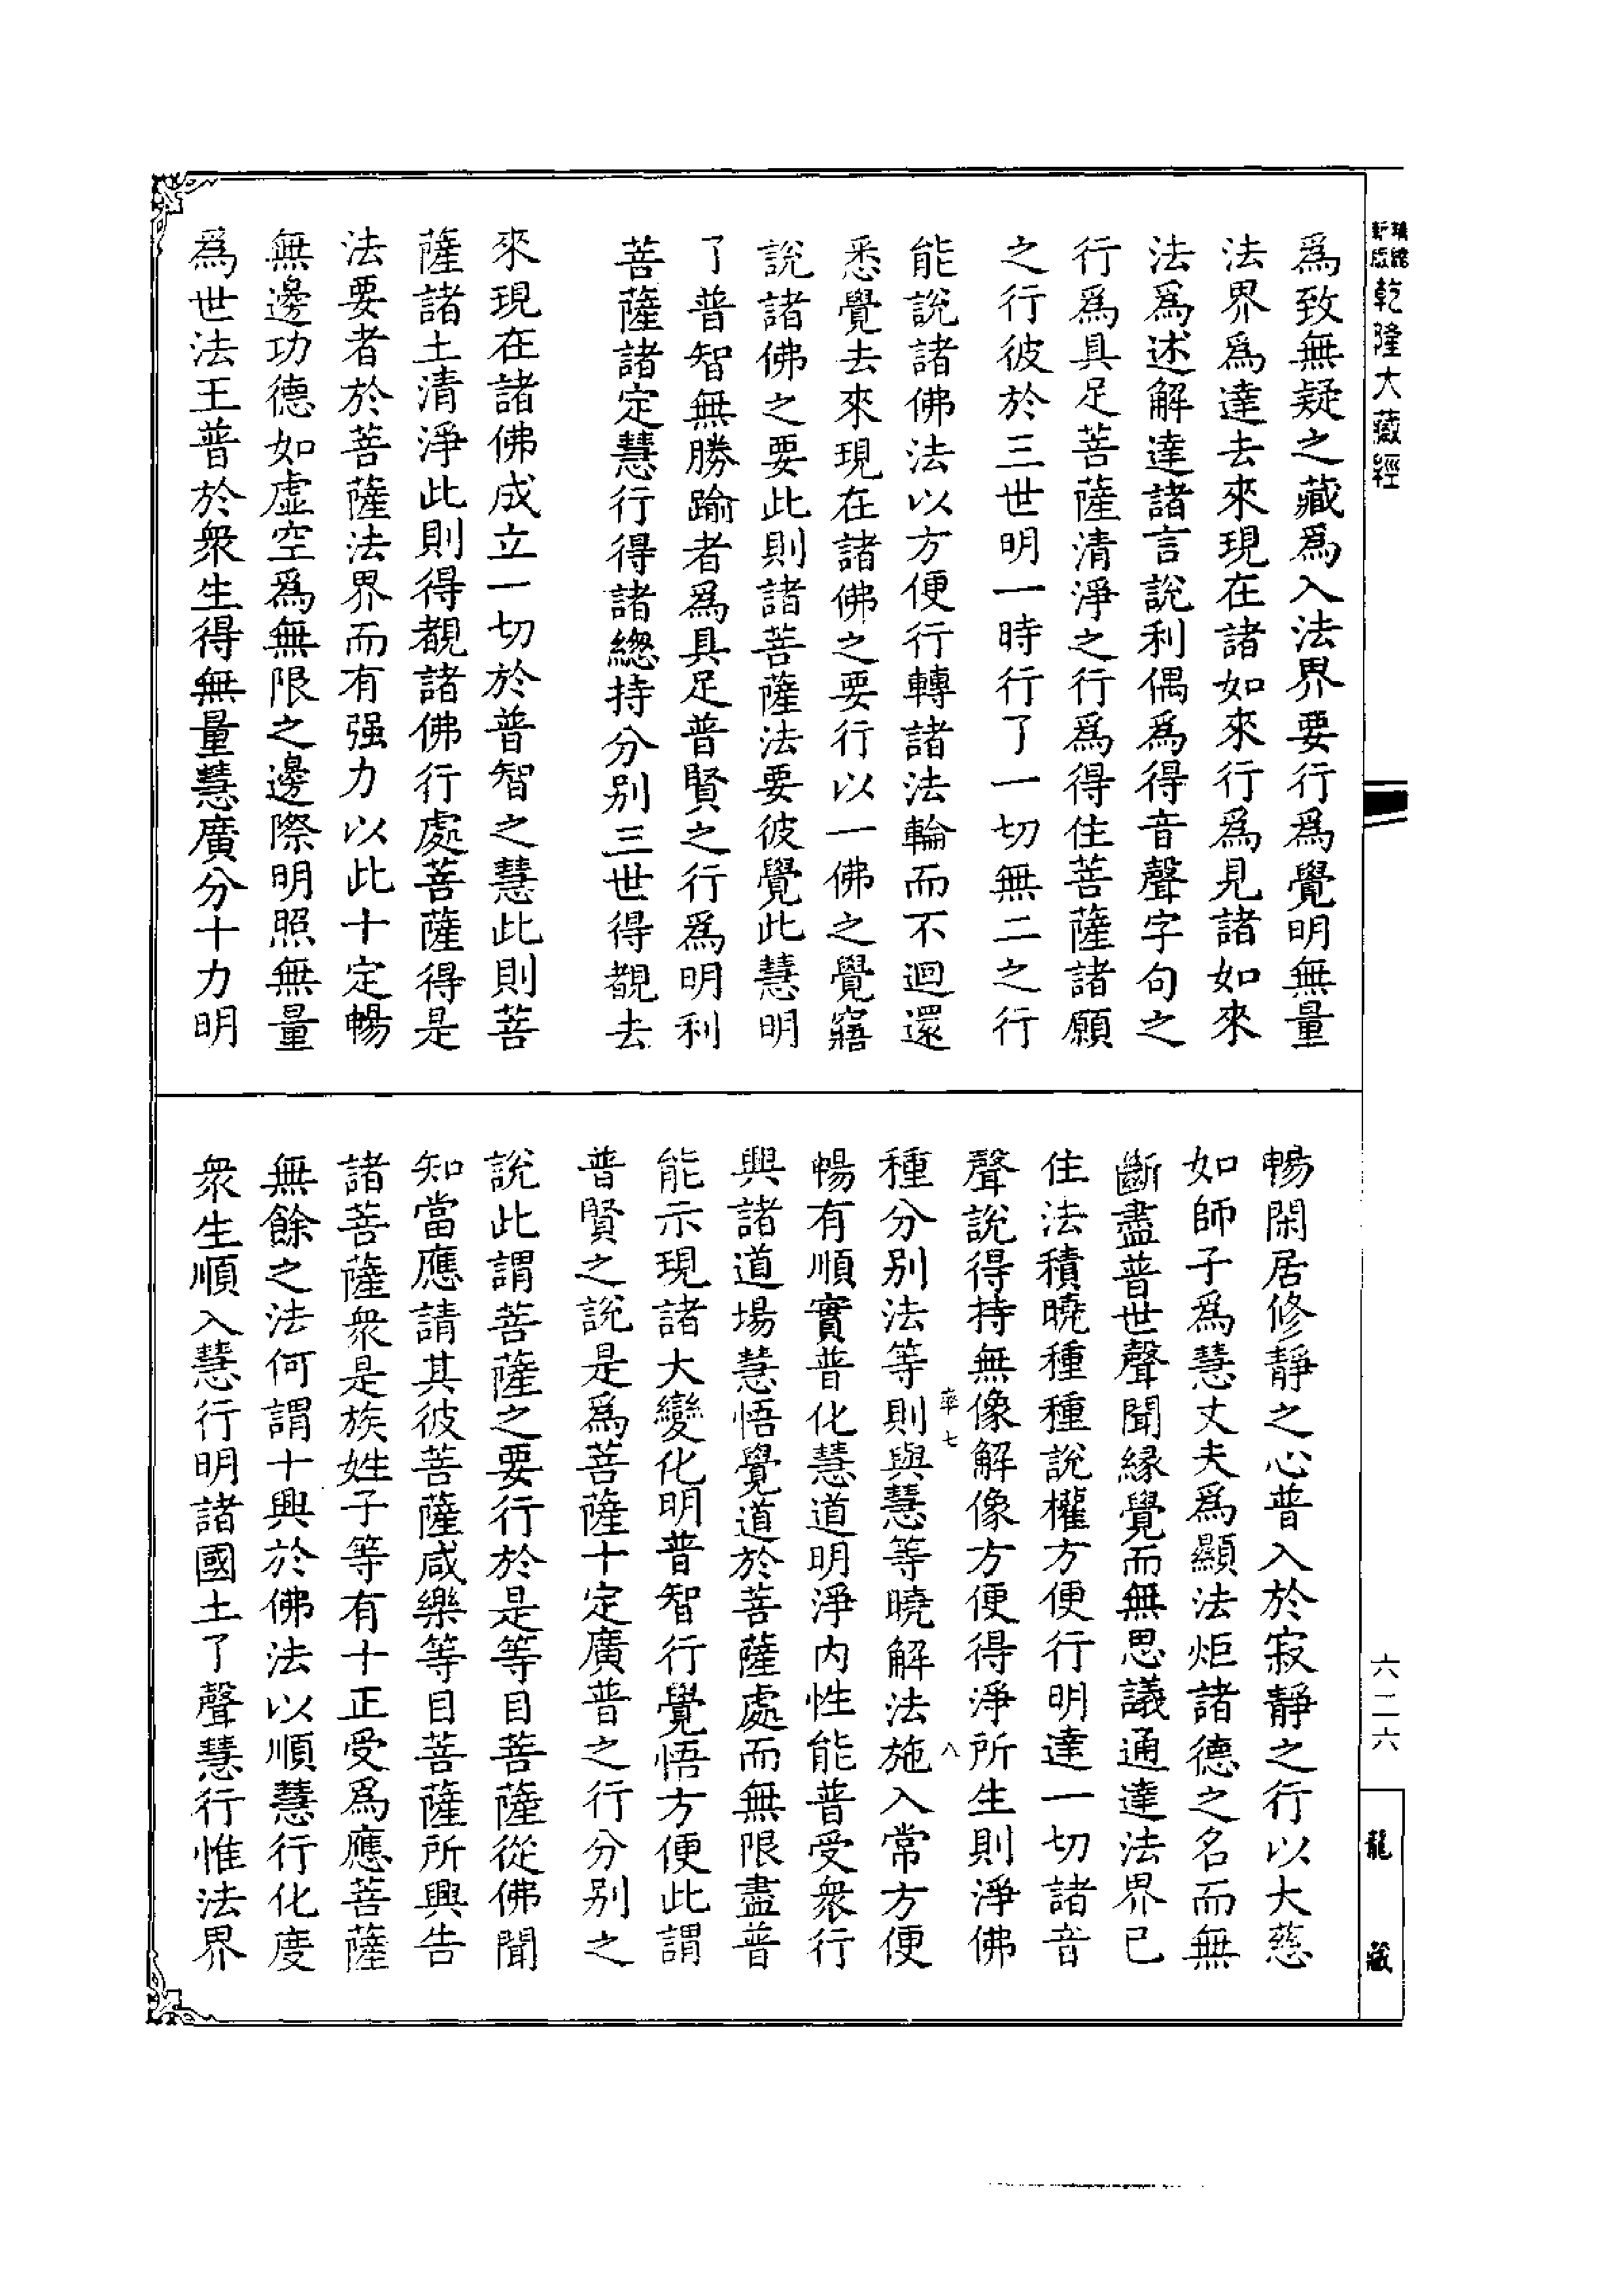 乾隆大藏經
爲致無疑之藏爲入法界要行爲覺明無量
法界爲達去來現在諸如來行爲見諸如來
法爲述解達諸言說利偶爲得音聲字句之
行爲具足菩薩清淨之行爲得住菩薩諸願
之行彼於三世明一時行了一切無二之行
能說諸佛法以方便行轉諸法輪而不迴還
悉覺去來現在諸佛之要行以一佛之覺寤
說諸佛之要此則諸菩薩法要彼覺此慧明
了普智無勝踰者爲具足普賢之行爲明利
菩薩諸定慧行得諸緫持分别三世得覩去
來現在諸佛成立一切於普智之慧此則菩
薩諸土清淨此則得覩諸佛行處菩薩得是
法要者於菩薩法界而有强力以此十定暢
無邊功德如虛空爲無限之邊際明照無量
爲世法王普於衆生得無量慧廣分十力明
暢閑居修靜之心普入於寂靜之行以大慈
如師子爲慧丈夫爲顯法炬諸德之名而無
斷盡普世聲聞緣覺而無思議通達法界已
住法積曉種種說權方便行明達一切諸音
聲說得持無像解像方便得淨所生則淨佛
率七
八
種分别法等則與慧等曉解法施入常方便
暢有順實普化慧道明淨内性能普受衆行
興諸道場慧悟覺道於菩薩處而無限盡普
能示現諸大變化明普智行覺悟方便此謂
普賢之說是爲菩薩十定廣普之行分别之
說此謂菩薩之要行於是等目菩薩從佛聞
知當應請其彼菩薩咸樂等目菩薩所興告
諸菩薩衆是族姓子等有十正受爲應菩薩
無餘之法何謂十興於佛法以順慧行化度
衆生順入慧行明諸國土了聲慧行惟法界
六二六
龍藏